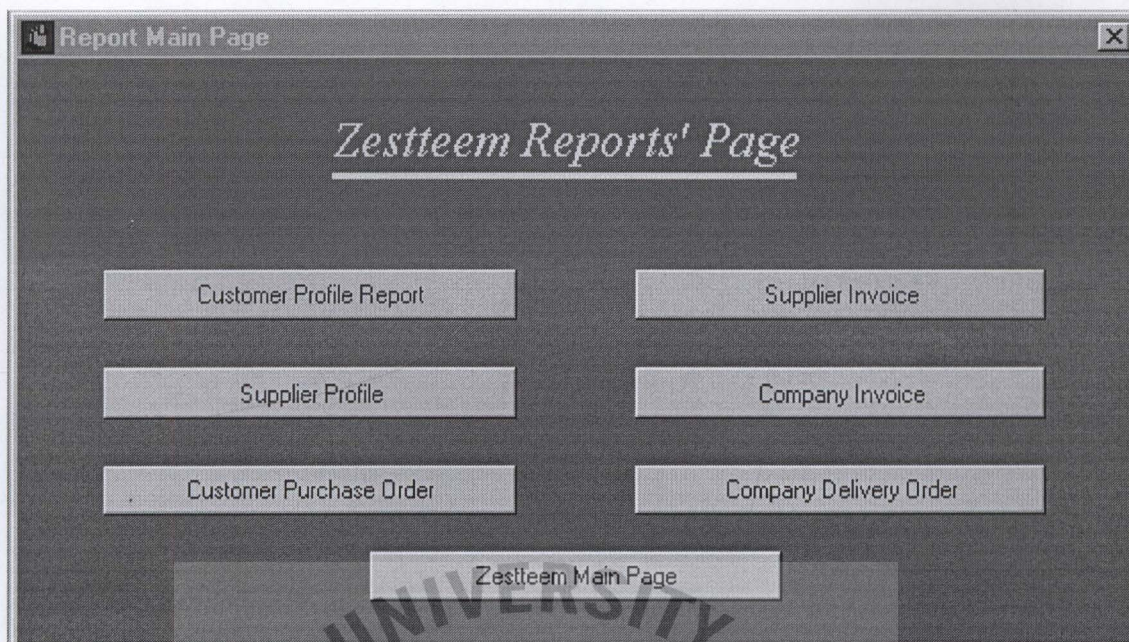 Report Main Page
Zestteem Reports' Page
Customer Profile Report
Supplier Invoice
Supplier Profile
Company Invoice
Customer Purchase Order
Company Delivery Order
Zestteem Main Page
UNIVERSITY